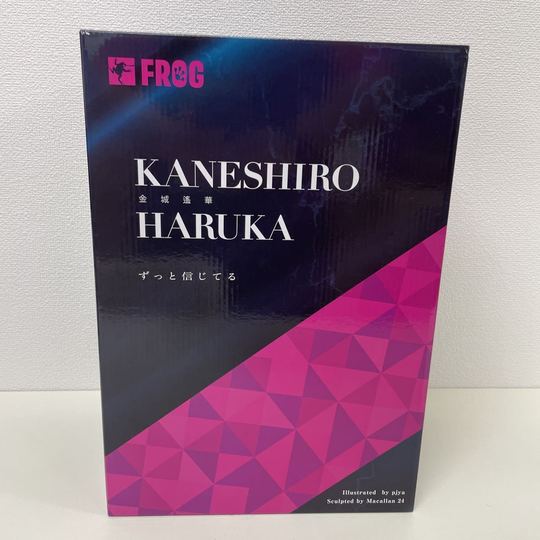 FROG
KANESHIRO
金城遙華
HARUKA
ずっと信じてる
Illustrated by pjya
Sculpted by Macallan 24